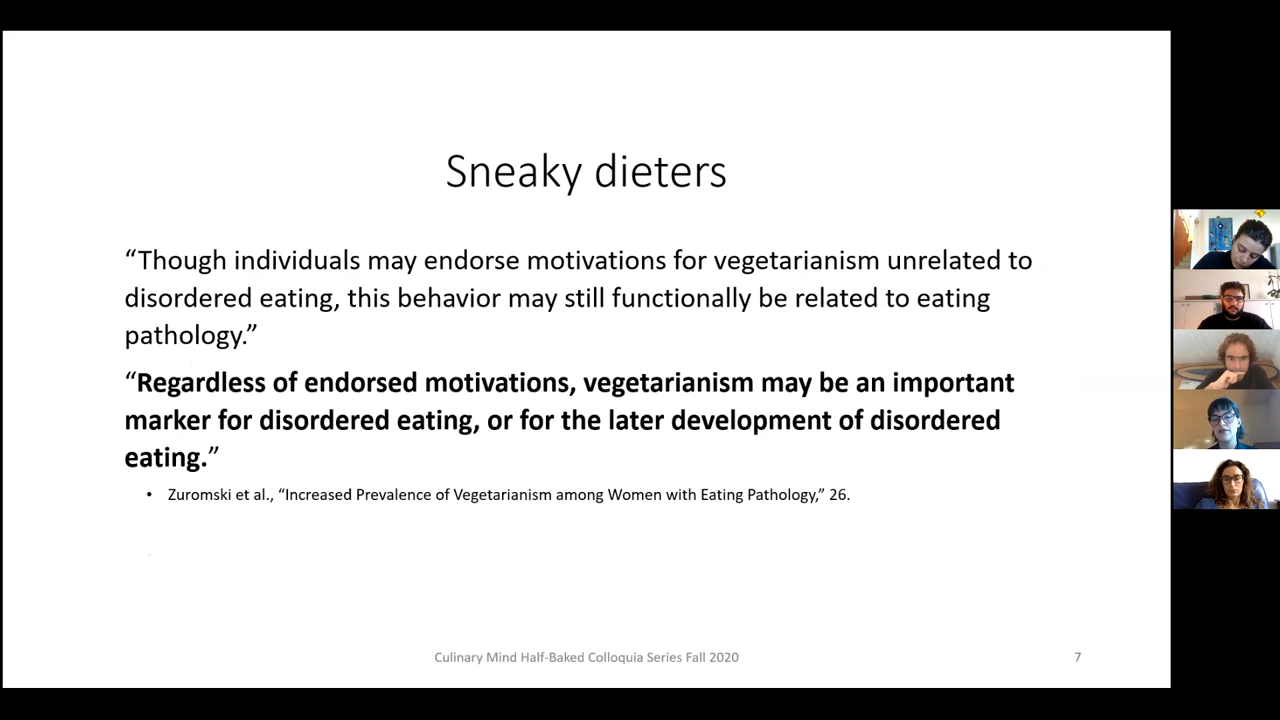 Sneaky dieters
“Though individuals may endorse motivations for vegetarianism unrelated to
disordered eating, this behavior may still functionally be related to eating
pathology.”
“Regardless of endorsed motivations, vegetarianism may be an important
marker for disordered eating, or for the later development of disordered
eating.”
• Zuromski et al., “Increased Prevalence of Vegetarianism among Women with Eating Pathology,” 26.
Culinary Mind Half-Baked Colloquia Series Fall 2020
7